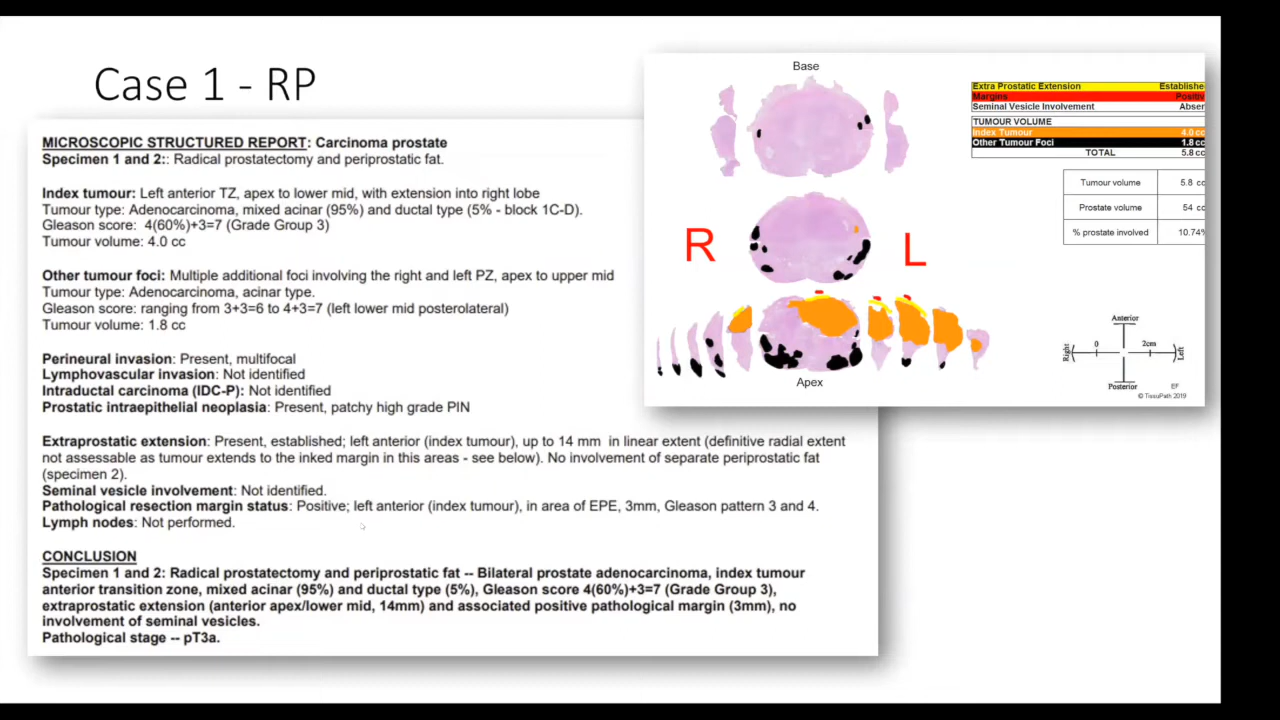 Case 1 - RP
MICROSCOPIC STRUCTURED REPORT: Carcinoma prostate
Specimen 1 and 2:: Radical prostatectomy and periprostatic fat.
Index tumour: Left anterior TZ, apex to lower mid, with extension into right lobe
Tumour type: Adenocarcinoma, mixed acinar (95%) and ductal type (5% - block 1C-D).
Gleason score:  4(60%)+3=7 (Grade Group 3)
Tumour volume: 4.0 cc
Other tumour foci: Multiple additional foci involving the right and left PZ, apex to upper mid
Tumour type: Adenocarcinoma, acinar type.
Gleason score: ranging from 3+3=6 to 4+3=7 (left lower mid posterolateral)
Tumour volume: 1.8 cc
Perineural invasion: Present, multifocal
Lymphovascular invasion: Not identified
Intraductal carcinoma (IDC-P): Not identified
Prostatic intraepithelial neoplasia: Present, patchy high grade PIN
Extraprostatic extension: Present, established; left anterior (index tumour), up to 14 mm  in linear extent (definitive radial extent
not assessable as tumour extends to the inked margin in this areas - see below). No involvement of separate periprostatic fat
(specimen 2).
Seminal vesicle involvement: Not identified.
Pathological resection margin status: Positive; left anterior (index tumour), in area of EPE, 3mm, Gleason pattern 3 and 4.
Lymph nodes: Not performed.
CONCLUSION
Specimen 1 and 2: Radical prostatectomy and periprostatic fat -- Bilateral prostate adenocarcinoma, index tumour
anterior transition zone, mixed acinar (95%) and ductal type (5%), Gleason score 4(60%)+3=7 (Grade Group 3),
extraprostatic extension (anterior apex/lower mid, 14mm) and associated positive pathological margin (3mm), no
involvement of seminal vesicles.
Pathological stage -- pT3a.
Base
R
L
Apex
Extra Prostatic Extension Establishe
Margins Positiv
Seminal Vesicle Involvement Abser
TUMOUR VOLUME
Index Tumour 4.0 cc
Other Tumour Foci 1.8 cc
TOTAL 5.8 cc
Tumour volume 5.8 cc
Prostate volume 54 cc
% prostate involved 10.74%
Anterior
Right
0
2cm
Left
Posterior
EF
© TissuPath 2019